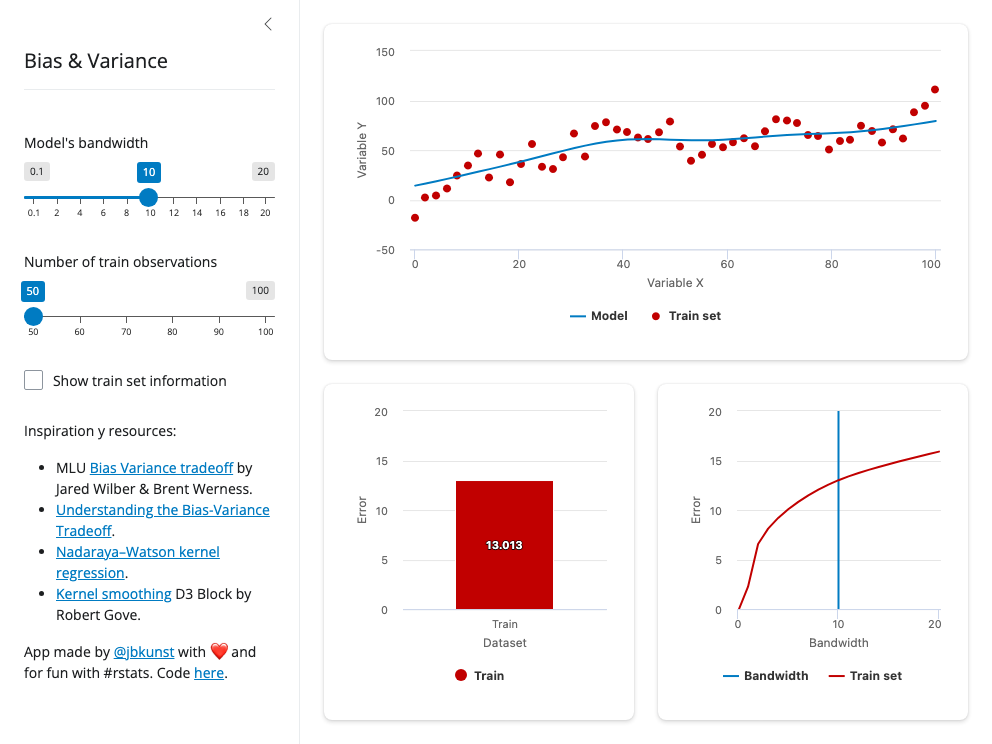 Bias & Variance
Model's bandwidth
0.1 10 20
0.1 2 4 6 8 10 12 14 16 18 20
Number of train observations
50 100
50 60 70 80 90 100
Show train set information
Inspiration y resources:
MLU Bias Variance tradeoff by
Jared Wilber & Brent Werness.
Understanding the Bias-Variance
Tradeoff.
Nadaraya–Watson kernel
regression.
Kernel smoothing D3 Block by
Robert Gove.
App made by @jbkunst with ❤️ and
for fun with #rstats. Code here.
Variable Y
150
100
50
0
-50
0 20 40 60 80 100
Variable X
Model Train set
Error
20
15
10
5
0
13.013
Train
Dataset
Train
Error
20
15
10
5
0
0 10 20
Bandwidth
Bandwidth Train set